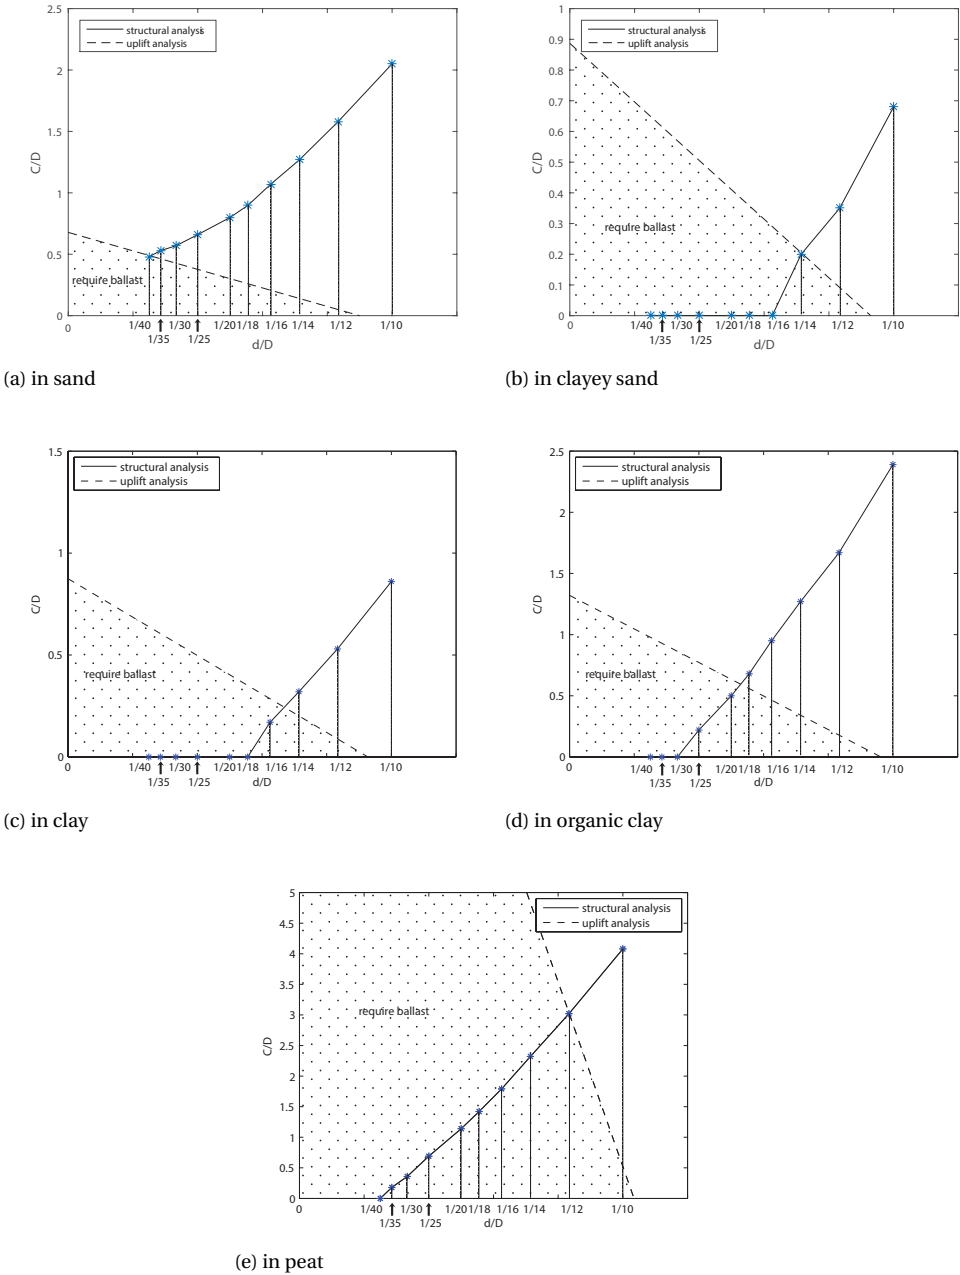 2.5
2
1.5
1
0.5
0
C/D
structural analysis
uplift analysis
require ballast
0
1/40 1/30 1/20 1/18 1/16 1/14 1/12 1/10
1/35 1/25
d/D
(a) in sand
1
0.9
0.8
0.7
0.6
0.5
0.4
0.3
0.2
0.1
0
C/D
structural analysis
uplift analysis
require ballast
0
1/40 1/30 1/20 1/18 1/16 1/14 1/12 1/10
1/35 1/25
d/D
(b) in clayey sand
1.5
1
0.5
0
C/D
structural analysis
uplift analysis
require ballast
0
1/40 1/30 1/20 1/18 1/16 1/14 1/12 1/10
1/35 1/25
d/D
(c) in clay
2.5
2
1.5
1
0.5
0
C/D
structural analysis
uplift analysis
require ballast
0
1/40 1/30 1/20 1/18 1/16 1/14 1/12 1/10
1/35 1/25
d/D
(d) in organic clay
5
4.5
4
3.5
3
2.5
2
1.5
1
0.5
0
C/D
structural analysis
uplift analysis
require ballast
0
1/40 1/30 1/20 1/18 1/16 1/14 1/12 1/10
1/35 1/25
d/D
(e) in peat